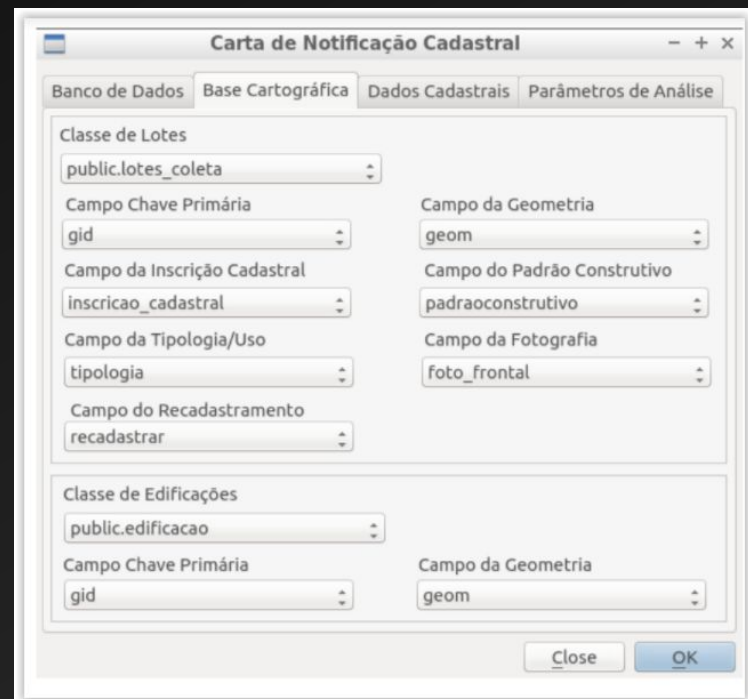 Carta de Notificação Cadastral
Banco de Dados Base Cartográfica Dados Cadastrais Parâmetros de Análise
Classe de Lotes
public.lotes_coleta
Campo Chave Primária Campo da Geometria
gid geom
Campo da Inscrição Cadastral Campo do Padrão Construtivo
inscricao_cadastral padraoconstrutivo
Campo da Tipologia/Uso Campo da Fotografia
tipologia foto_frontal
Campo do Recadastramento
recadastrar
Classe de Edificações
public.edificacao
Campo Chave Primária Campo da Geometria
gid geom
Close OK